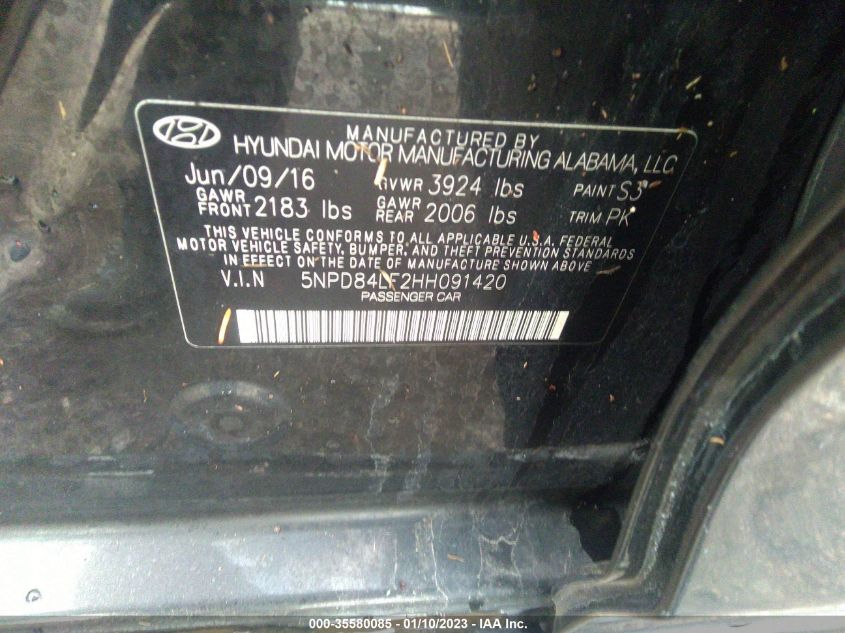 MANUFACTURED BY
HYUNDAI MOTOR MANUFACTURING ALABAMA, LLC
Jun/09/16 GVWR 3924 lbs PAINT S3
GAWR FRONT 2183 lbs GAWR REAR 2006 lbs TRIM PK
THIS VEHICLE CONFORMS TO ALL APPLICABLE U.S.A. FEDERAL
MOTOR VEHICLE SAFETY, BUMPER, AND THEFT PREVENTION STANDARDS
IN EFFECT ON THE DATE OF MANUFACTURE SHOWN ABOVE
V.I.N 5NPD84LF2HH091420
PASSENGER CAR
000-35580085 - 01/10/2023 - IAA Inc.